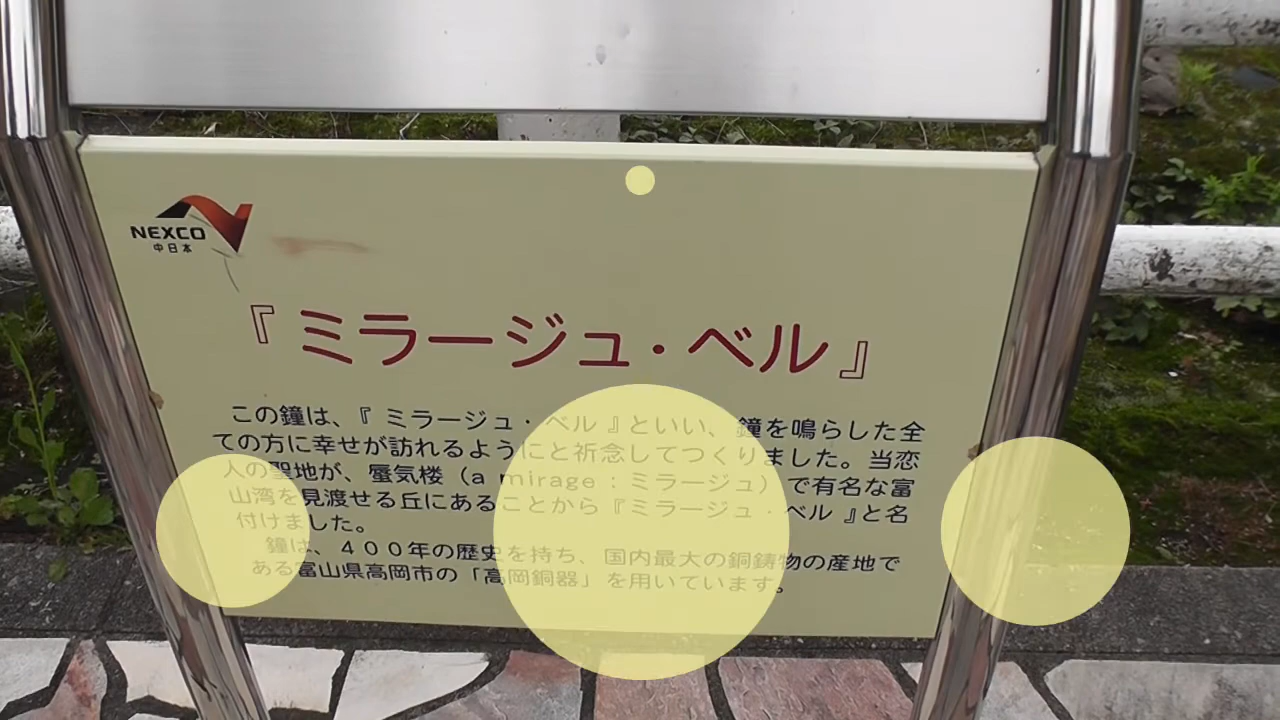 NEXCO
中日本
『ミラージュ・ベル』
この鐘は、『ミラージュ・ベル』といい、鐘を鳴らした全
ての方に幸せが訪れるようにと祈念してつくりました。当恋
人の聖地が、蜃気楼（a mirage：ミラージュ）で有名な富
山湾を見渡せる丘にあることから『ミラージュ・ベル』と名
付けました。
鐘は、４００年の歴史を持ち、国内最大の銅鋳物の産地で
ある富山県高岡市の「高岡銅器」を用いています。